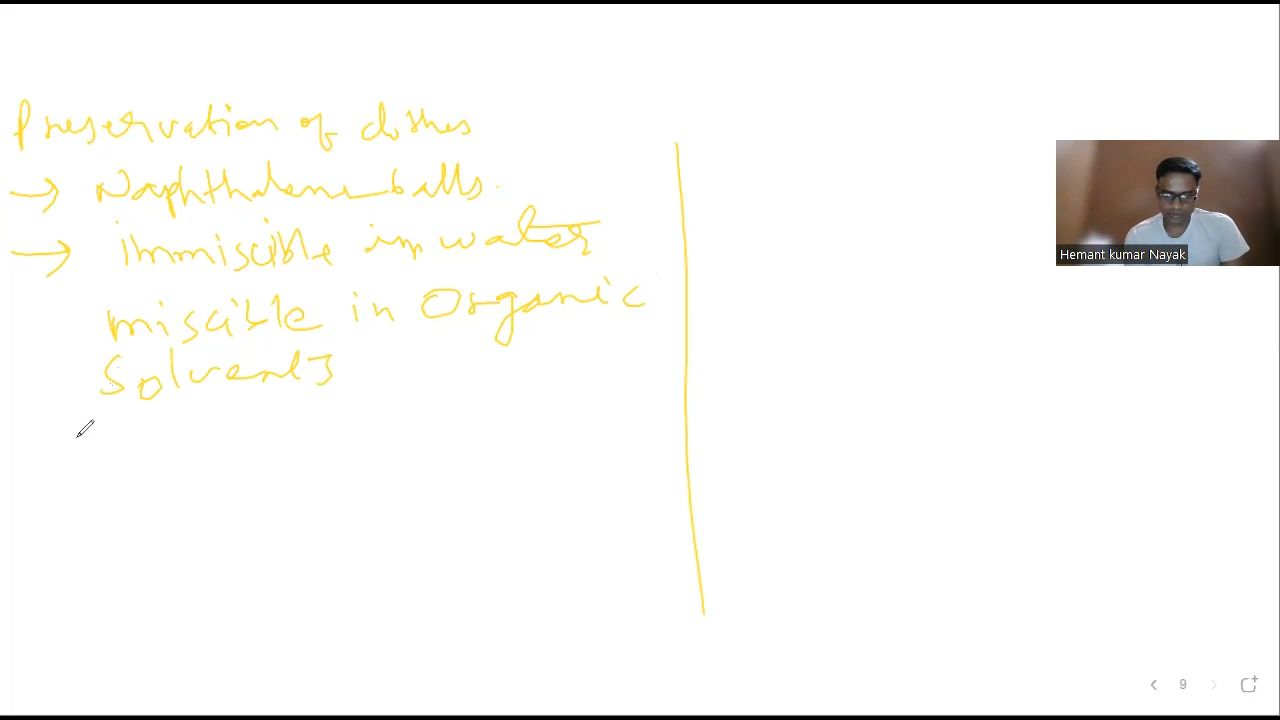 Preservation of clothes
→ Naphthalene balls.
→ immiscible in water
miscible in Organic
Solvents
Hemant kumar Nayak
9